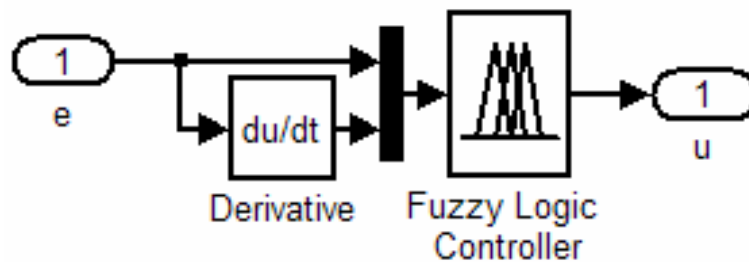 1
e
du/dt
Derivative
Fuzzy Logic
Controller
1
u